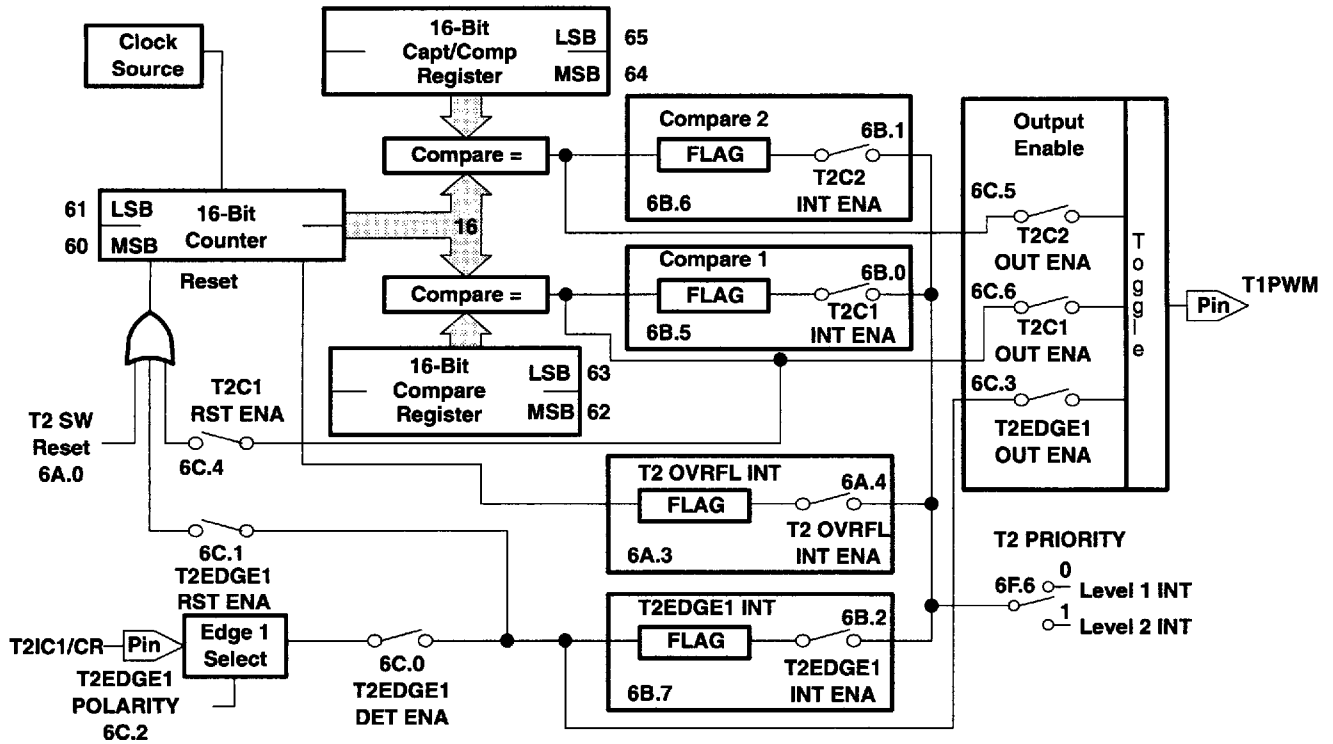 Clock
Source
16-Bit
Capt/Comp
Register
LSB 65
MSB 64
Compare =
Compare 2
FLAG
6B.1
T2C2
INT ENA
6B.6
Output
Enable
6C.5
T2C2
OUT ENA
6C.6
T2C1
OUT ENA
6C.3
T2EDGE1
OUT ENA
Toggle
Pin
T1PWM
61 LSB
60 MSB
16-Bit
Counter
Reset
16
Compare =
Compare 1
FLAG
6B.0
T2C1
INT ENA
6B.5
16-Bit
Compare
Register
LSB 63
MSB 62
T2 SW
Reset
6A.0
T2C1
RST ENA
6C.4
T2 OVRFL INT
FLAG
6A.4
T2 OVRFL
INT ENA
6A.3
6C.1
T2EDGE1
RST ENA
T2 PRIORITY
6F.6
0
Level 1 INT
1
Level 2 INT
T2IC1/CR
Pin
Edge 1
Select
T2EDGE1
POLARITY
6C.2
6C.0
T2EDGE1
DET ENA
T2EDGE1 INT
FLAG
6B.2
T2EDGE1
INT ENA
6B.7